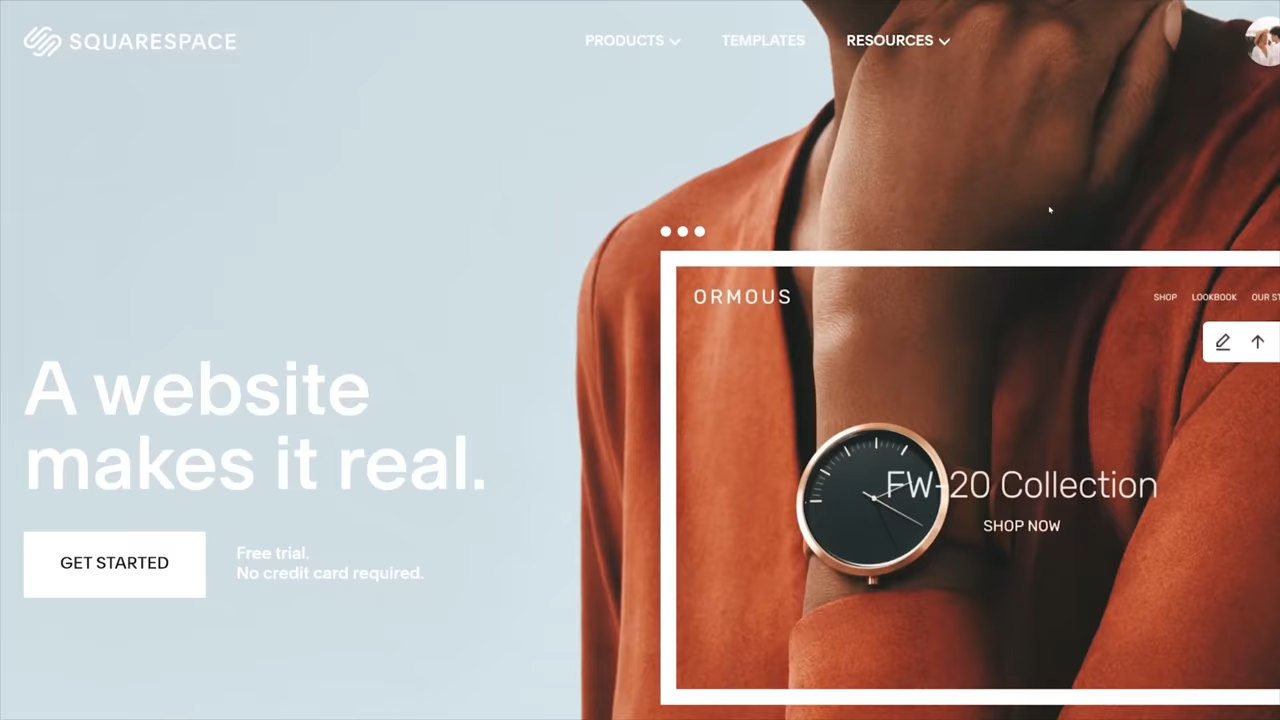 SQUARESPACE
PRODUCTS
TEMPLATES
RESOURCES
ORMOUS
SHOP
LOOKBOOK
OUR
A website
makes it real.
FW-20 Collection
SHOP NOW
GET STARTED
Free trial.
No credit card required.